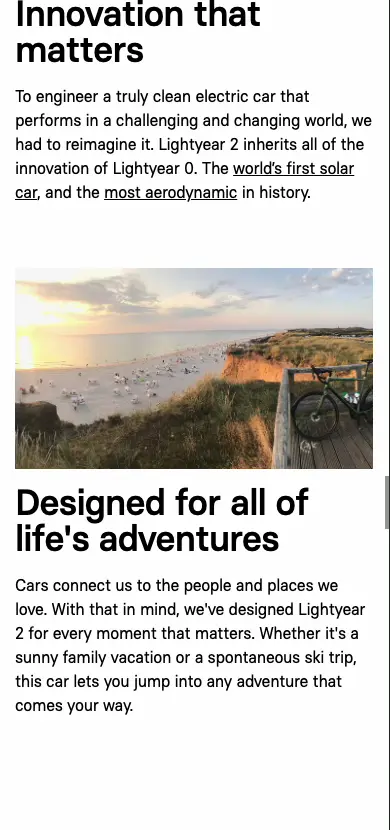 Innovation that
matters
To engineer a truly clean electric car that
performs in a challenging and changing world, we
had to reimagine it. Lightyear 2 inherits all of the
innovation of Lightyear 0. The world’s first solar
car, and the most aerodynamic in history.
Designed for all of
life's adventures
Cars connect us to the people and places we
love. With that in mind, we've designed Lightyear
2 for every moment that matters. Whether it's a
sunny family vacation or a spontaneous ski trip,
this car lets you jump into any adventure that
comes your way.